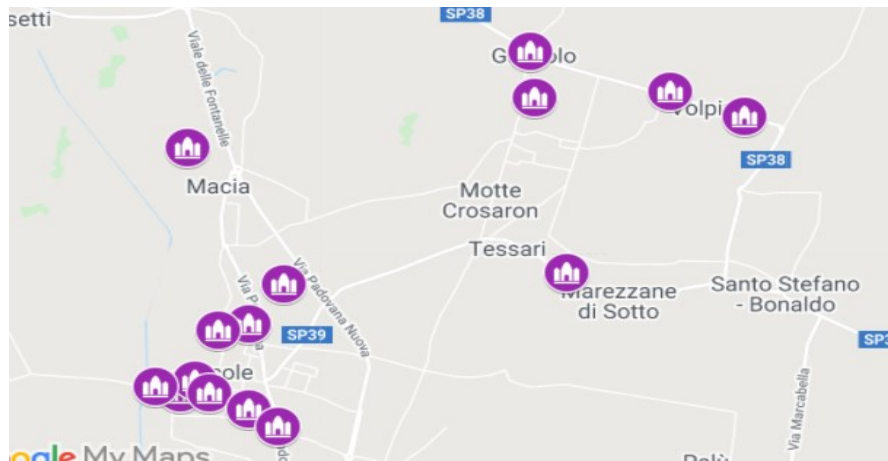 setti
SP38
Viale delle Fontanelle
Volpi
SP38
Macia
Motte
Crosaron
Tessari
Marezzane
di Sotto
Santo Stefano
- Bonaldo
Via Padovana Nuova
SP39
Via Marcabella
My Maps